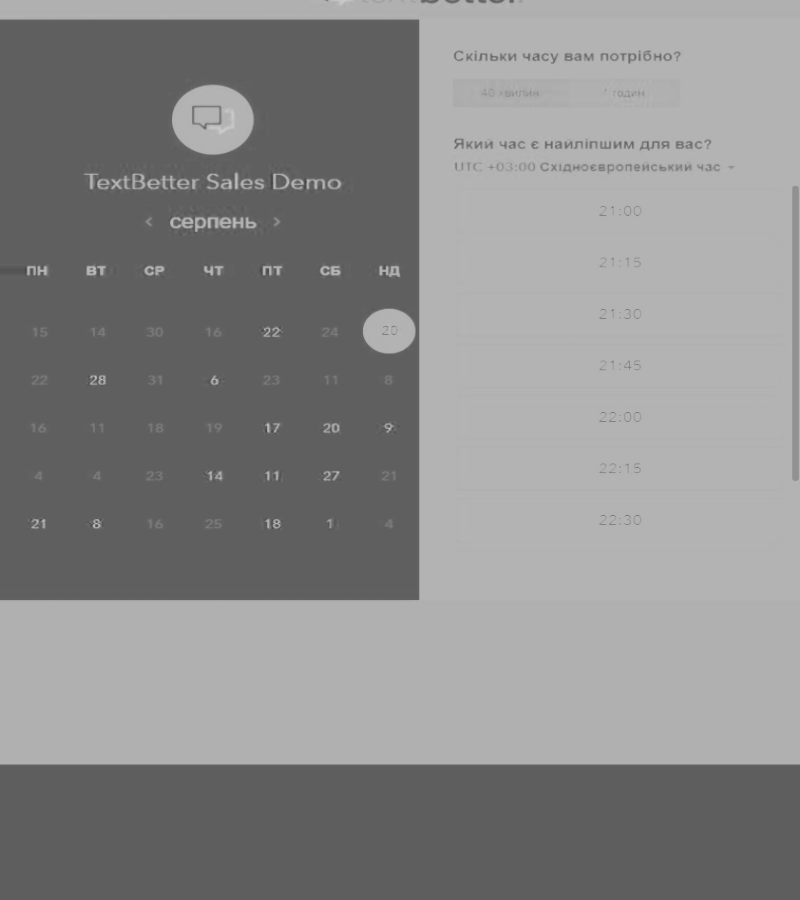 textbetter
TextBetter Sales Demo
< серпень >
ПН ВТ СР ЧТ ПТ СБ НД
15 14 30 16 22 24 20
22 28 31 6 23 11 8
16 11 18 19 17 20 9
4 4 23 14 11 27 21
21 8 16 25 18 1 4
Скільки часу вам потрібно?
40 хвилин годин
Який час є найліпшим для вас?
UTC +03:00 Східноєвропейський час
21:00
21:15
21:30
21:45
22:00
22:15
22:30